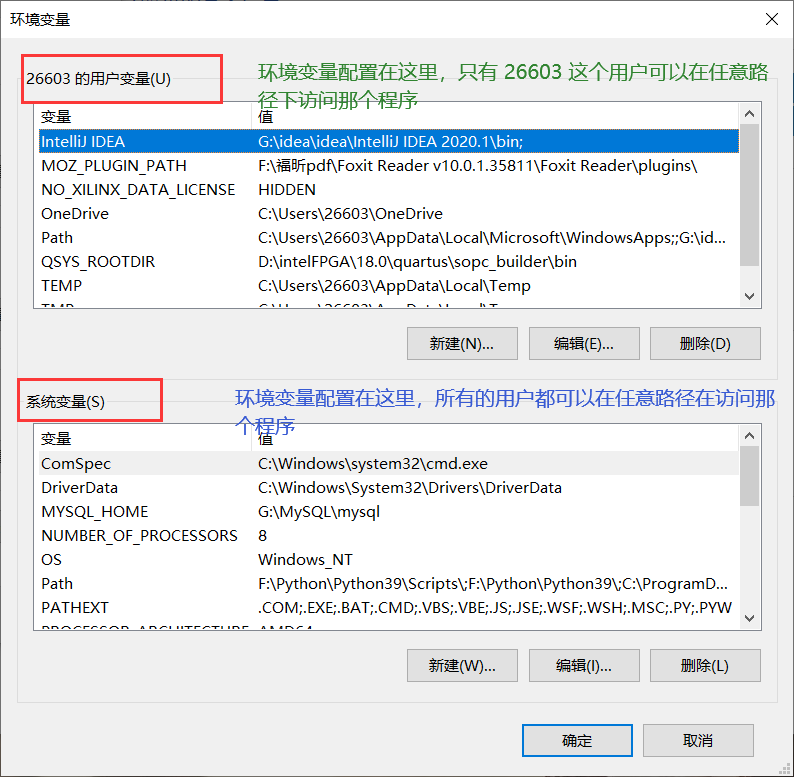 环境变量
26603 的用户变量(U)
环境变量配置在这里，只有 26603 这个用户可以在任意路
径下访问那个程序
变量 值
IntelliJ IDEA G:\idea\idea\IntelliJ IDEA 2020.1\bin;
MOZ_PLUGIN_PATH F:\福昕pdf\Foxit Reader v10.0.1.35811\Foxit Reader\plugins\
NO_XILINX_DATA_LICENSE HIDDEN
OneDrive C:\Users\26603\OneDrive
Path C:\Users\26603\AppData\Local\Microsoft\WindowsApps;;G:\id...
QSYS_ROOTDIR D:\intelFPGA\18.0\quartus\sopc_builder\bin
TEMP C:\Users\26603\AppData\Local\Temp
新建(N)... 编辑(E)... 删除(D)
系统变量(S)
环境变量配置在这里，所有的用户都可以在任意路径在访问那
个程序
变量 值
ComSpec C:\Windows\system32\cmd.exe
DriverData C:\Windows\System32\Drivers\DriverData
MYSQL_HOME G:\MySQL\mysql
NUMBER_OF_PROCESSORS 8
OS Windows_NT
Path F:\Python\Python39\Scripts\;F:\Python\Python39\;C:\ProgramD...
PATHEXT .COM;.EXE;.BAT;.CMD;.VBS;.VBE;.JS;.JSE;.WSF;.WSH;.MSC;.PY;.PYW
PROCESSOR_ARCHITECTURE AMD64
新建(W)... 编辑(I)... 删除(L)
确定 取消